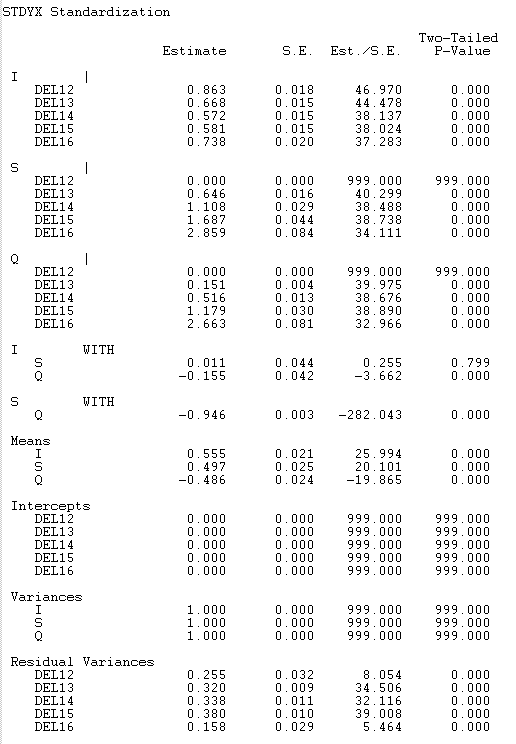 STDYX Standardization
Two-Tailed
Estimate S.E. Est./S.E. P-Value
I |
DEL12 0.863 0.018 46.970 0.000
DEL13 0.668 0.015 44.478 0.000
DEL14 0.572 0.015 38.137 0.000
DEL15 0.581 0.015 38.024 0.000
DEL16 0.738 0.020 37.283 0.000
S |
DEL12 0.000 0.000 999.000 999.000
DEL13 0.646 0.016 40.299 0.000
DEL14 1.108 0.029 38.488 0.000
DEL15 1.687 0.044 38.738 0.000
DEL16 2.859 0.084 34.111 0.000
Q |
DEL12 0.000 0.000 999.000 999.000
DEL13 0.151 0.004 39.975 0.000
DEL14 0.516 0.013 38.676 0.000
DEL15 1.179 0.030 38.890 0.000
DEL16 2.663 0.081 32.966 0.000
I WITH
S 0.011 0.044 0.255 0.799
Q -0.155 0.042 -3.662 0.000
S WITH
Q -0.946 0.003 -282.043 0.000
Means
I 0.555 0.021 25.994 0.000
S 0.497 0.025 20.101 0.000
Q -0.486 0.024 -19.865 0.000
Intercepts
DEL12 0.000 0.000 999.000 999.000
DEL13 0.000 0.000 999.000 999.000
DEL14 0.000 0.000 999.000 999.000
DEL15 0.000 0.000 999.000 999.000
DEL16 0.000 0.000 999.000 999.000
Variances
I 1.000 0.000 999.000 999.000
S 1.000 0.000 999.000 999.000
Q 1.000 0.000 999.000 999.000
Residual Variances
DEL12 0.255 0.032 8.054 0.000
DEL13 0.320 0.009 34.506 0.000
DEL14 0.338 0.011 32.116 0.000
DEL15 0.380 0.010 39.008 0.000
DEL16 0.158 0.029 5.464 0.000